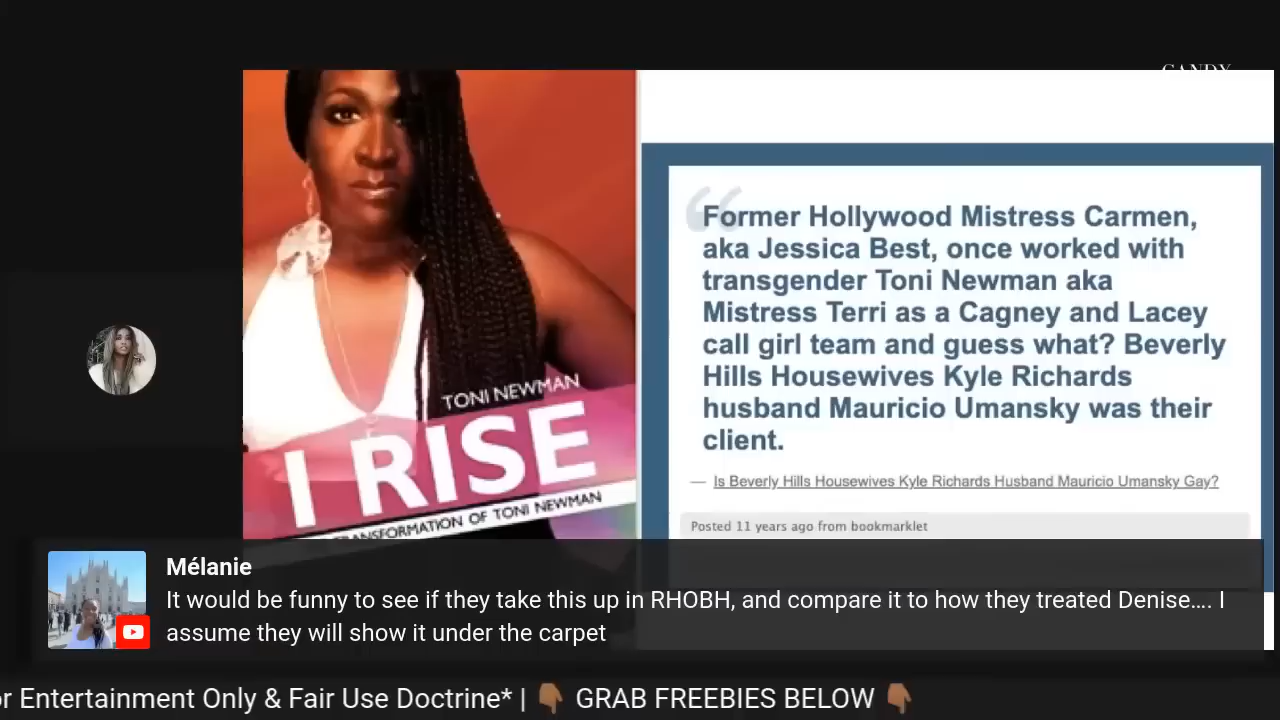 CANDY
TONI NEWMAN
I RISE
TRANSFORMATION OF TONI NEWMAN
“
Former Hollywood Mistress Carmen,
aka Jessica Best, once worked with
transgender Toni Newman aka
Mistress Terri as a Cagney and Lacey
call girl team and guess what? Beverly
Hills Housewives Kyle Richards
husband Mauricio Umansky was their
client.
— Is Beverly Hills Housewives Kyle Richards Husband Mauricio Umansky Gay?
Posted 11 years ago from bookmarklet
Mélanie
It would be funny to see if they take this up in RHOBH, and compare it to how they treated Denise.... I
assume they will show it under the carpet
or Entertainment Only & Fair Use Doctrine* | 👇🏾 GRAB FREEBIES BELOW 👇🏾